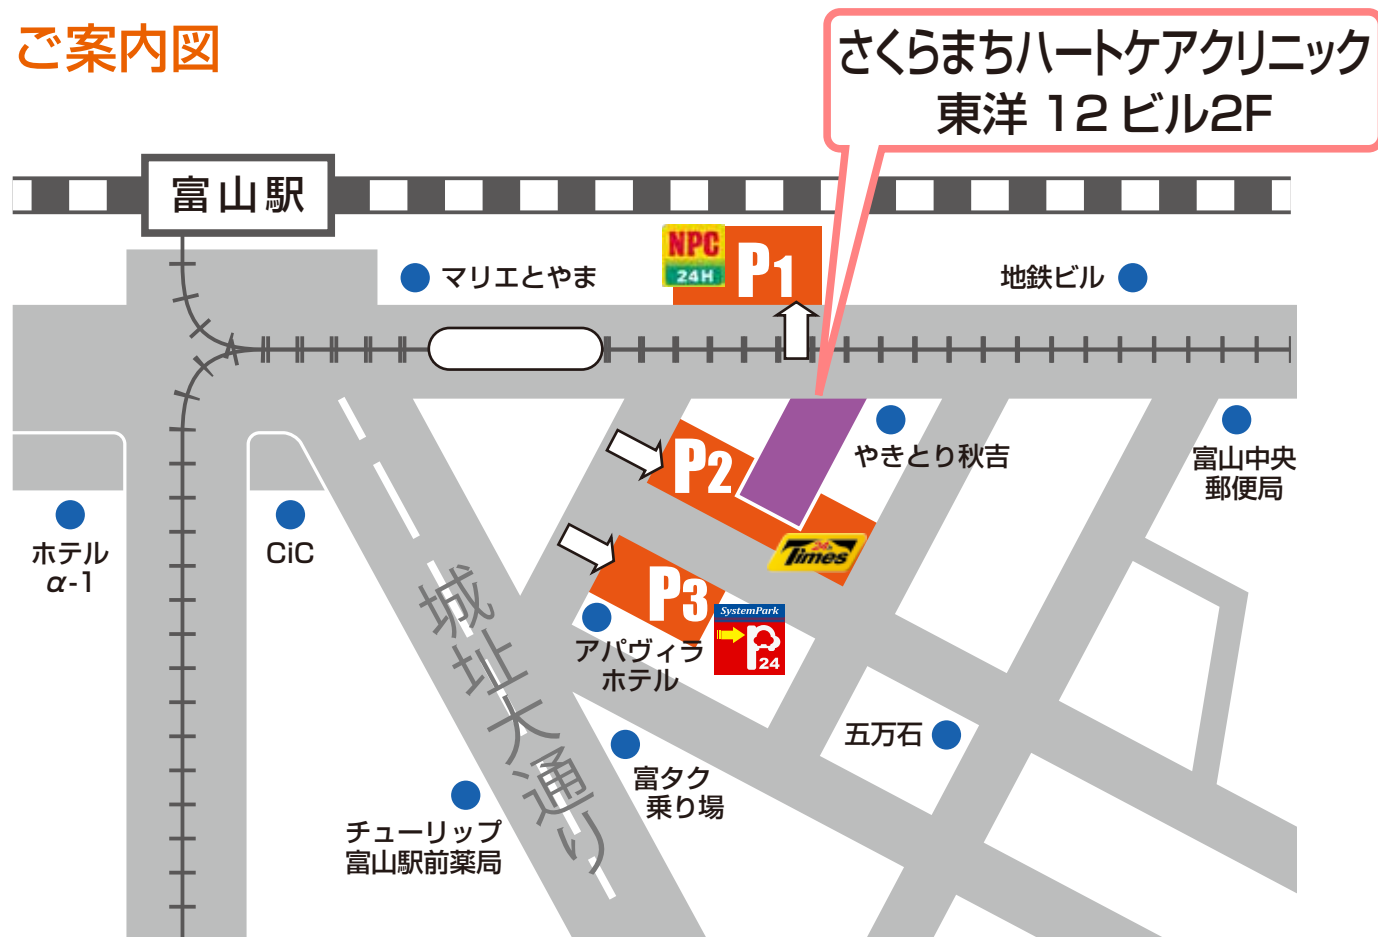 ご案内図
さくらまちハートケアクリニック
東洋 12 ビル2F
富山駅
NPC
24H
P1
マリエとやま
地鉄ビル
P2
やきとり秋吉
富山中央
郵便局
ホテル
α-1
CiC
24h
Times
P3
SystemPark
P
24
アパヴィラ
ホテル
城址大通り
五万石
富タク
乗り場
チューリップ
富山駅前薬局